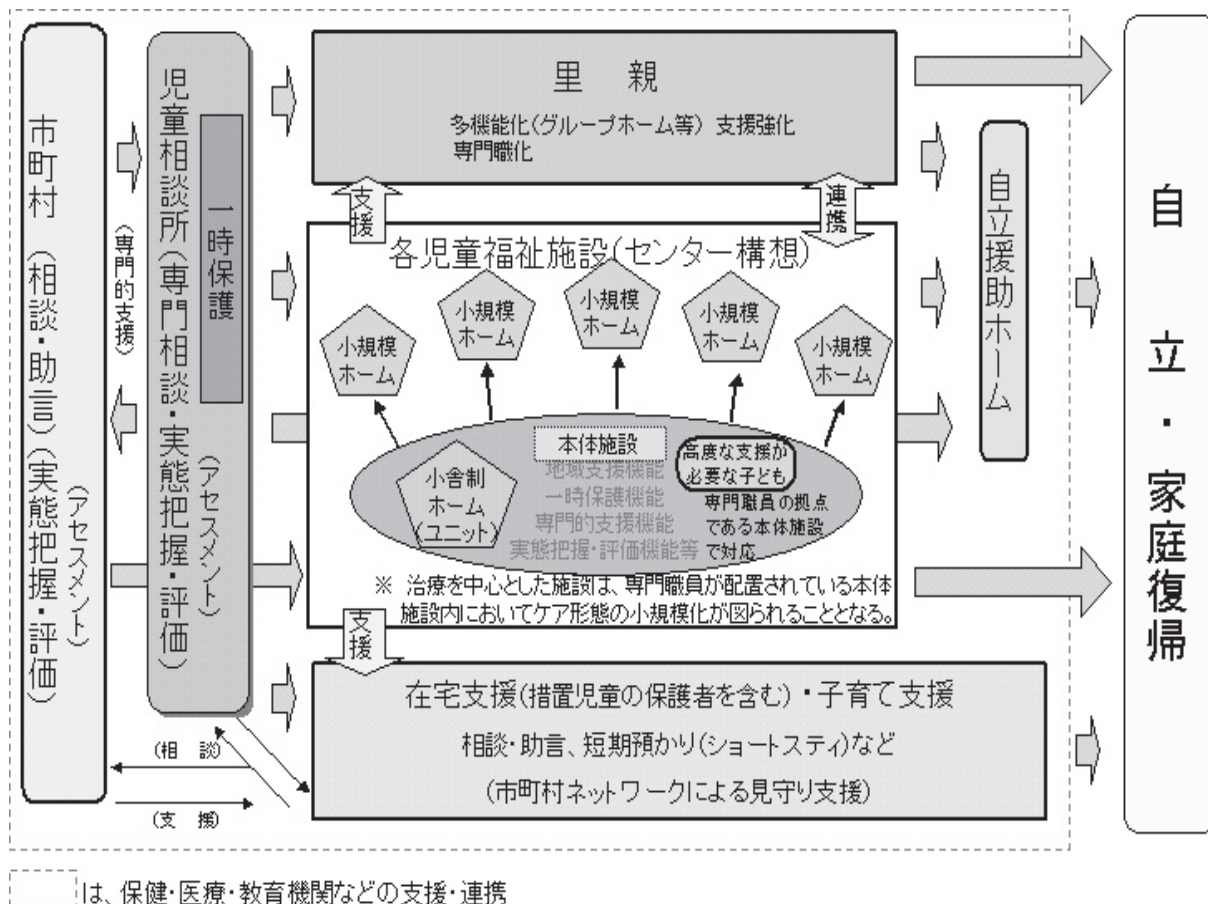 市町村 (相談・助言)(実態把握・評価)
(アセスメント)
(専門的支援)
児童相談所(専門相談・実態把握・評価)
(アセスメント)
一時保護
里 親
多機能化(グループホーム等) 支援強化
専門職化
支援
連携
各児童福祉施設(センター構想)
小規模
ホーム
小規模
ホーム
小規模
ホーム
小規模
ホーム
小規模
ホーム
本体施設
地域支援機能
一時保護機能
専門的支援機能
実態把握・評価機能等
小舎制
ホーム
(ユニット)
高度な支援が
必要な子ども
専門職員の拠点
である本体施設
で対応
※ 治療を中心とした施設は、専門職員が配置されている本体
施設内においてケア形態の小規模化が図られることとなる。
支援
在宅支援(措置児童の保護者を含む)・子育て支援
相談・助言、短期預かり(ショートスティ)など
(市町村ネットワークによる見守り支援)
(相 談)
(支 援)
自立援助ホーム
自 立 ・ 家庭復帰
は、保健・医療・教育機関などの支援・連携